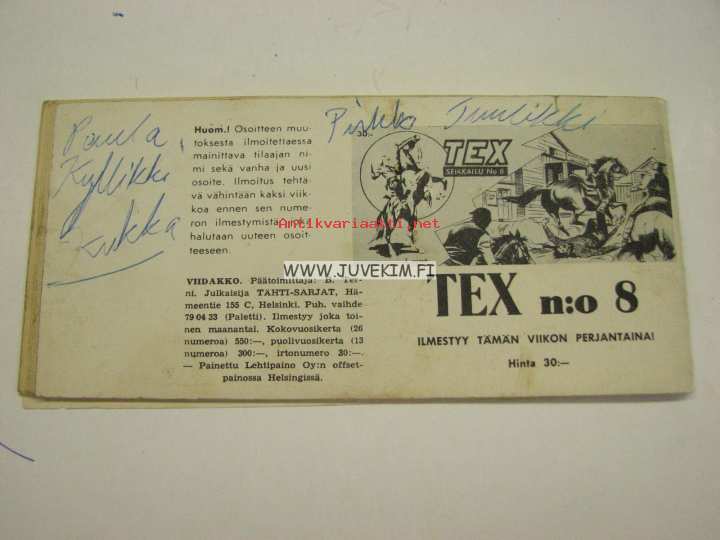 Paula
Kyllikki
Jukka
Huom.! Osoitteen muu-
toksesta ilmoitettaessa
mainittava tilaajan ni-
mi sekä vanha ja uusi
osoite. Ilmoitus tehtä-
vä vähintään kaksi viik-
koa ennen sen nume-
ron ilmestymistä,
halutaan uuteen osoit-
teeseen.
VIIDAKKO. Päätoimittaja: B.
ni. Julkaisija TÄHTI-SARJAT, Hä-
meentie 155 C, Helsinki. Puh. vaihde
79 04 33 (Paletti). Ilmestyy joka toi-
nen maanantai. Kokovuosikerta (26
numeroa) 550:—, puolivuosikerta (13
numeroa) 300:—, irtonumero 30:—.
— Painettu Lehtipaino Oy:n offset-
painossa Helsingissä.
Pirkko Tuulikki
30:-
TEX
SEIKKAILU No 8
Antikvariaatit.net
WWW.JUVEKIM.FI
TEX n:o 8
ILMESTYY TÄMÄN VIIKON PERJANTAINA!
Hinta 30:—